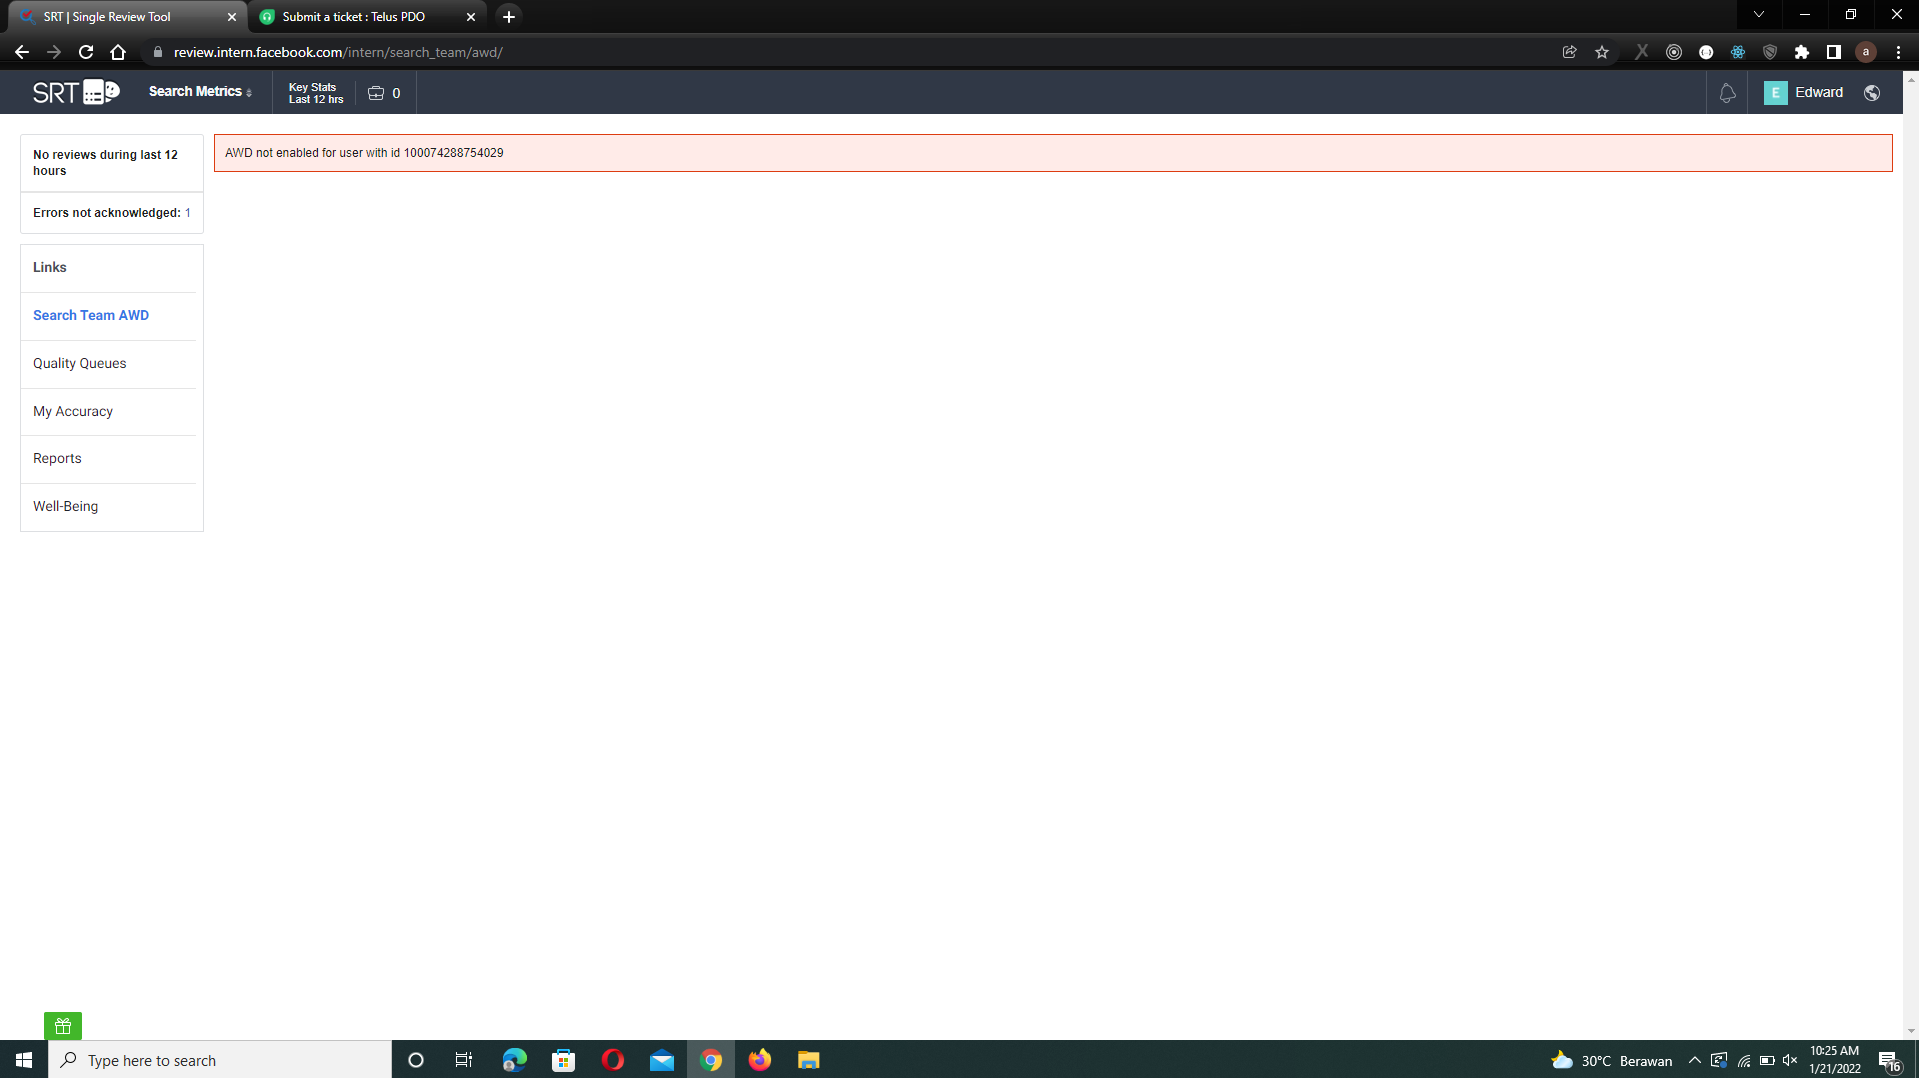 SRT | Single Review Tool
Submit a ticket : Telus PDO
review.intern.facebook.com/intern/search_team/awd/
a
SRT
Search Metrics
Key Stats
Last 12 hrs
0
E Edward
No reviews during last 12
hours
Errors not acknowledged: 1
AWD not enabled for user with id 100074288754029
Links
Search Team AWD
Quality Queues
My Accuracy
Reports
Well-Being
Type here to search
30°C Berawan
10:25 AM
1/21/2022
16